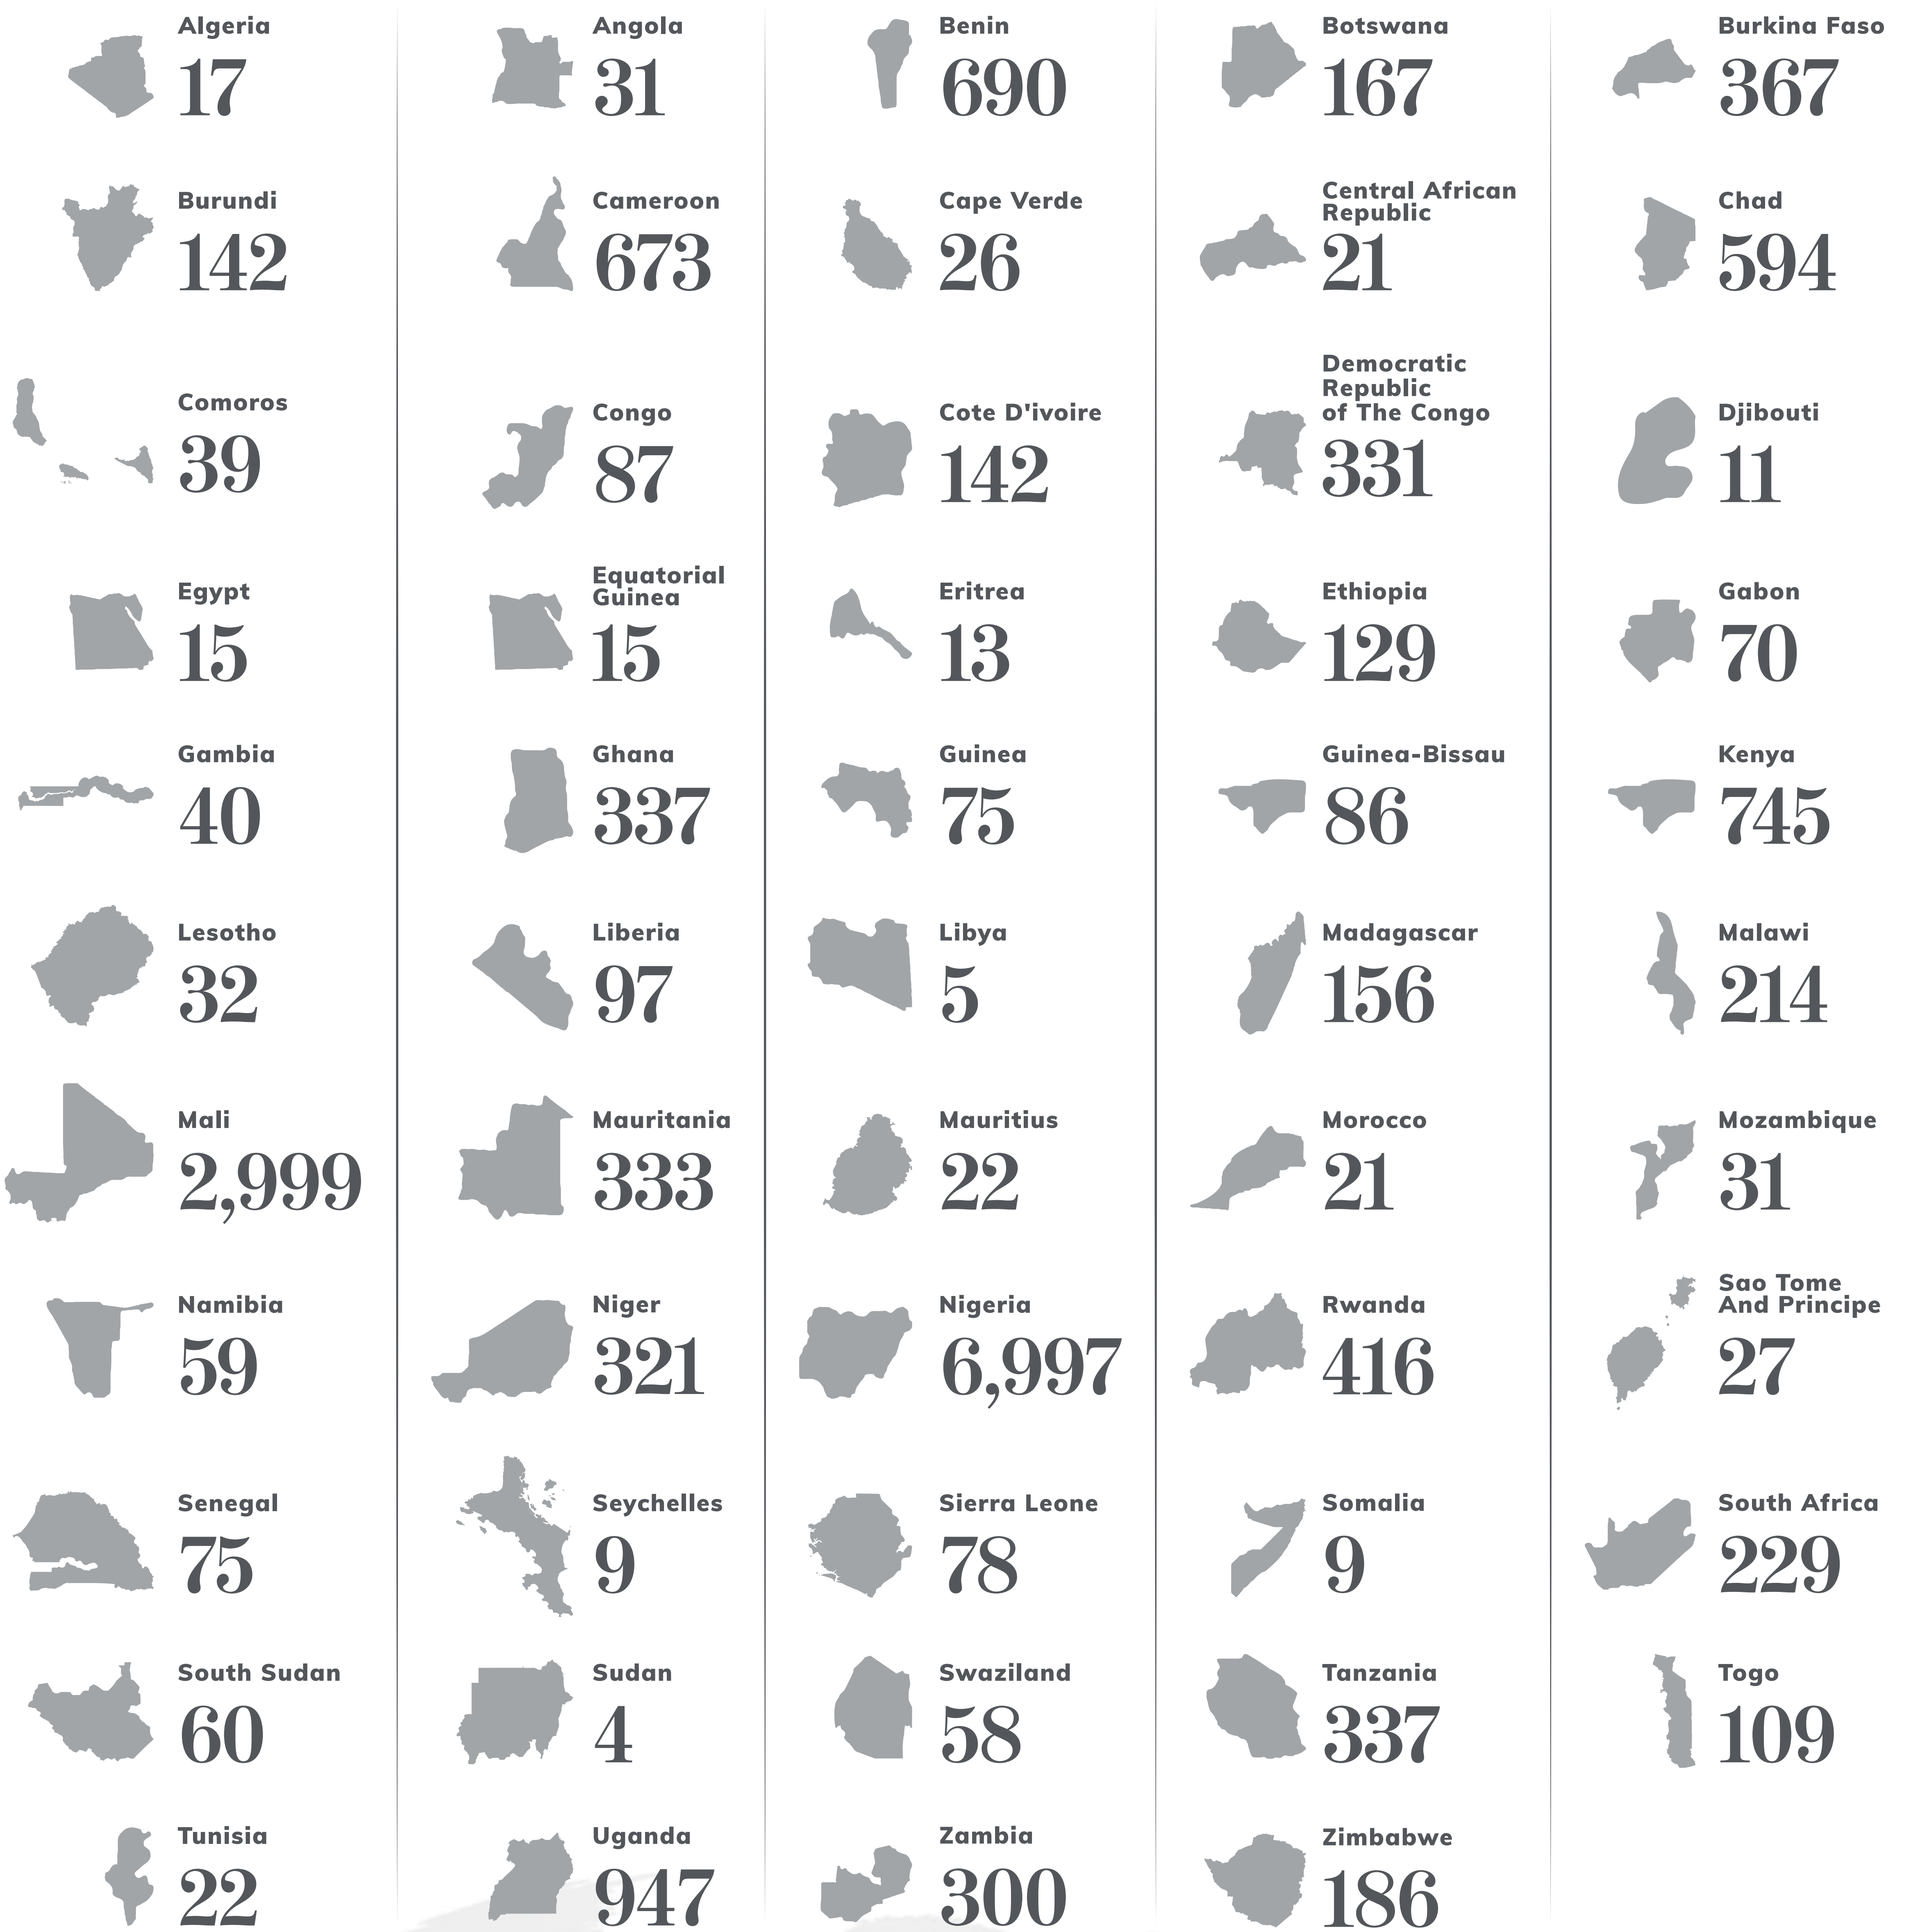 Algeria
17
Angola
31
Benin
690
Botswana
167
Burkina Faso
367
Burundi
142
Cameroon
673
Cape Verde
26
Central African
Republic
21
Chad
594
Comoros
39
Congo
87
Cote D'ivoire
142
Democratic
Republic
of The Congo
331
Djibouti
11
Egypt
15
Equatorial
Guinea
15
Eritrea
13
Ethiopia
129
Gabon
70
Gambia
40
Ghana
337
Guinea
75
Guinea-Bissau
86
Kenya
745
Lesotho
32
Liberia
97
Libya
5
Madagascar
156
Malawi
214
Mali
2,999
Mauritania
333
Mauritius
22
Morocco
21
Mozambique
31
Namibia
59
Niger
321
Nigeria
6,997
Rwanda
416
Sao Tome
And Principe
27
Senegal
75
Seychelles
9
Sierra Leone
78
Somalia
9
South Africa
229
South Sudan
60
Sudan
4
Swaziland
58
Tanzania
337
Togo
109
Tunisia
22
Uganda
947
Zambia
300
Zimbabwe
186